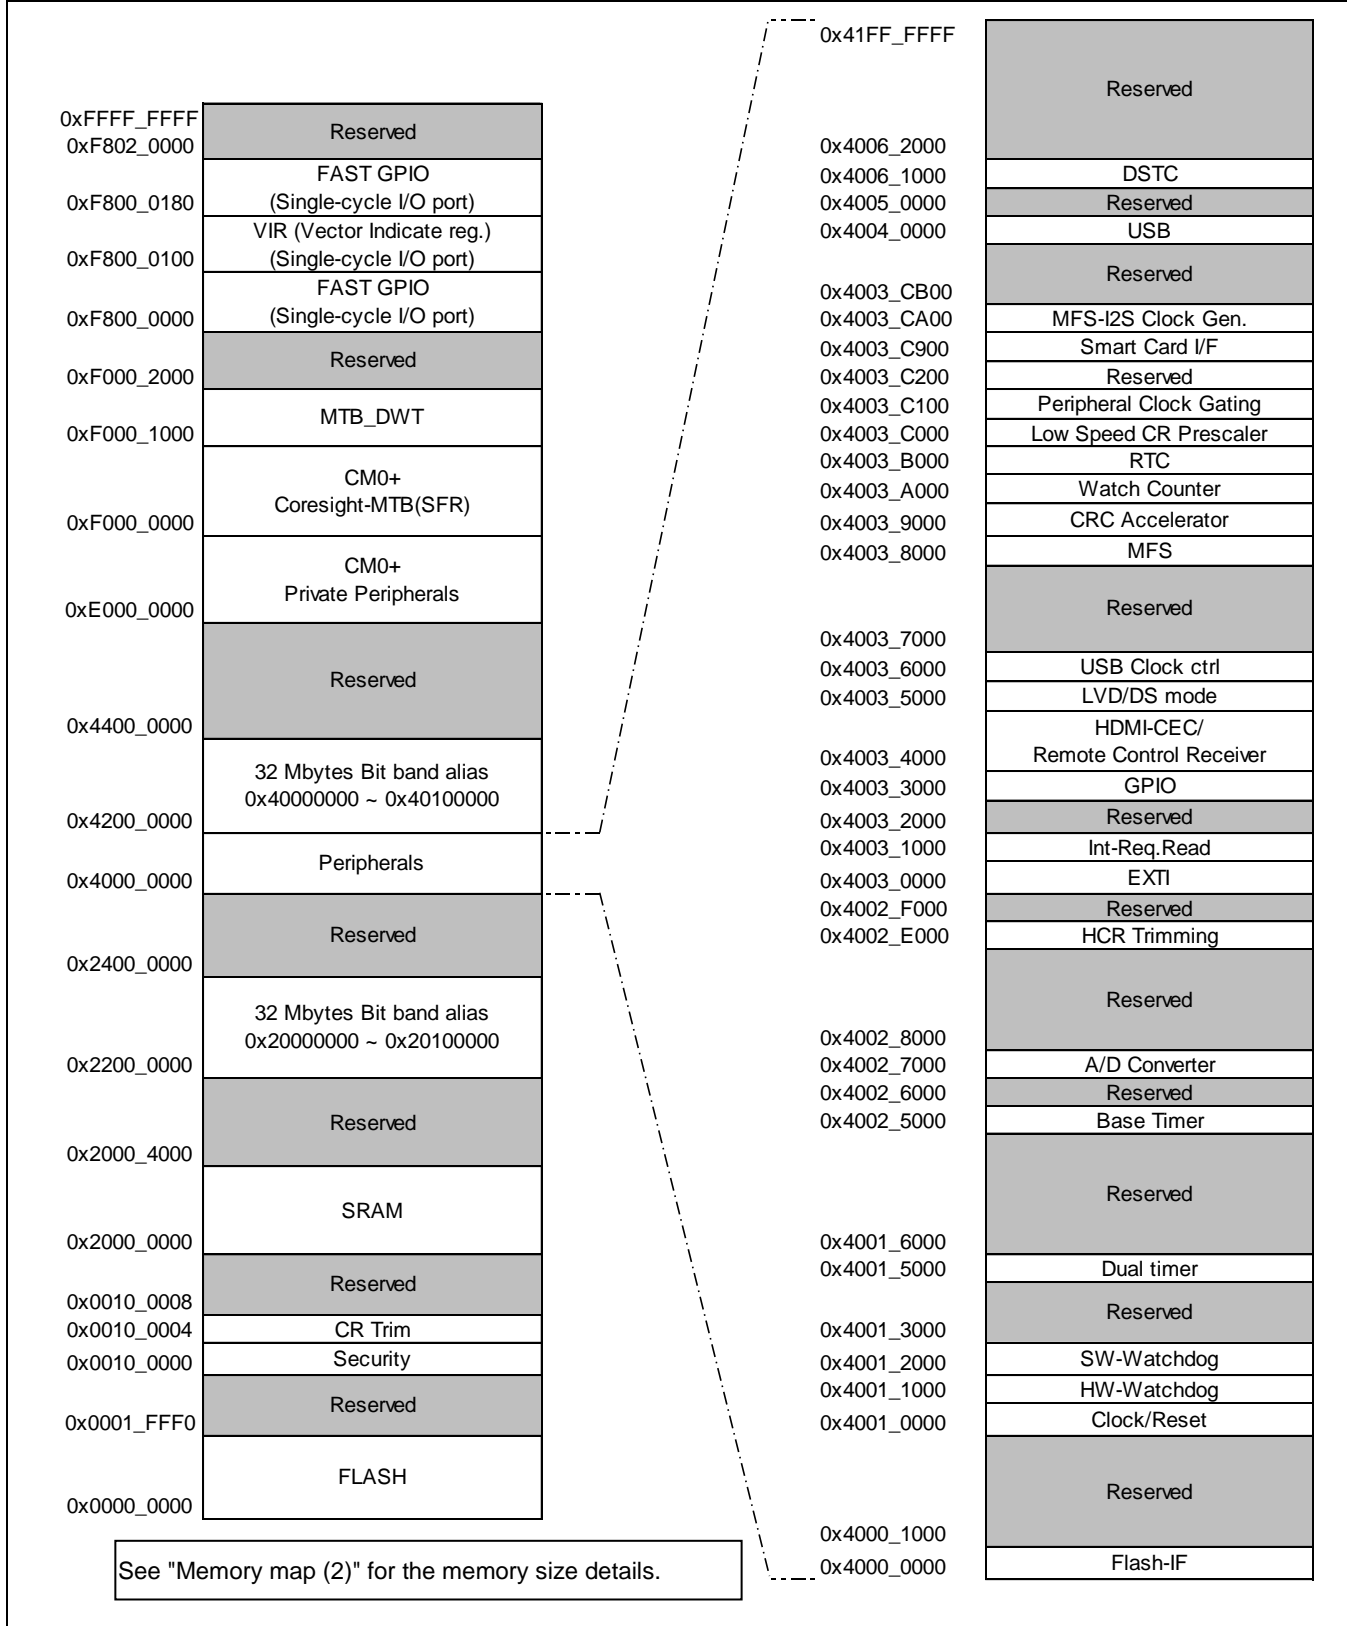 0xFFFF_FFFF
Reserved
0xF802_0000
FAST GPIO
(Single-cycle I/O port)
0xF800_0180
VIR (Vector Indicate reg.)
(Single-cycle I/O port)
0xF800_0100
FAST GPIO
(Single-cycle I/O port)
0xF800_0000
Reserved
0xF000_2000
MTB_DWT
0xF000_1000
CM0+
Coresight-MTB(SFR)
0xF000_0000
CM0+
Private Peripherals
0xE000_0000
Reserved
0x4400_0000
32 Mbytes Bit band alias
0x40000000 ~ 0x40100000
0x4200_0000
Peripherals
0x4000_0000
Reserved
0x2400_0000
32 Mbytes Bit band alias
0x20000000 ~ 0x20100000
0x2200_0000
Reserved
0x2000_4000
SRAM
0x2000_0000
Reserved
0x0010_0008
0x0010_0004 CR Trim
0x0010_0000 Security
Reserved
0x0001_FFF0
FLASH
0x0000_0000
See "Memory map (2)" for the memory size details.
0x41FF_FFFF
Reserved
0x4006_2000
0x4006_1000 DSTC
0x4005_0000 Reserved
0x4004_0000 USB
Reserved
0x4003_CB00
0x4003_CA00 MFS-I2S Clock Gen.
0x4003_C900 Smart Card I/F
0x4003_C200 Reserved
0x4003_C100 Peripheral Clock Gating
0x4003_C000 Low Speed CR Prescaler
0x4003_B000 RTC
0x4003_A000 Watch Counter
0x4003_9000 CRC Accelerator
0x4003_8000 MFS
Reserved
0x4003_7000
0x4003_6000 USB Clock ctrl
0x4003_5000 LVD/DS mode
HDMI-CEC/
0x4003_4000 Remote Control Receiver
0x4003_3000 GPIO
0x4003_2000 Reserved
0x4003_1000 Int-Req.Read
0x4003_0000 EXTI
0x4002_F000 Reserved
0x4002_E000 HCR Trimming
Reserved
0x4002_8000
0x4002_7000 A/D Converter
0x4002_6000 Reserved
0x4002_5000 Base Timer
Reserved
0x4001_6000
0x4001_5000 Dual timer
Reserved
0x4001_3000
0x4001_2000 SW-Watchdog
0x4001_1000 HW-Watchdog
0x4001_0000 Clock/Reset
Reserved
0x4000_1000
0x4000_0000 Flash-IF